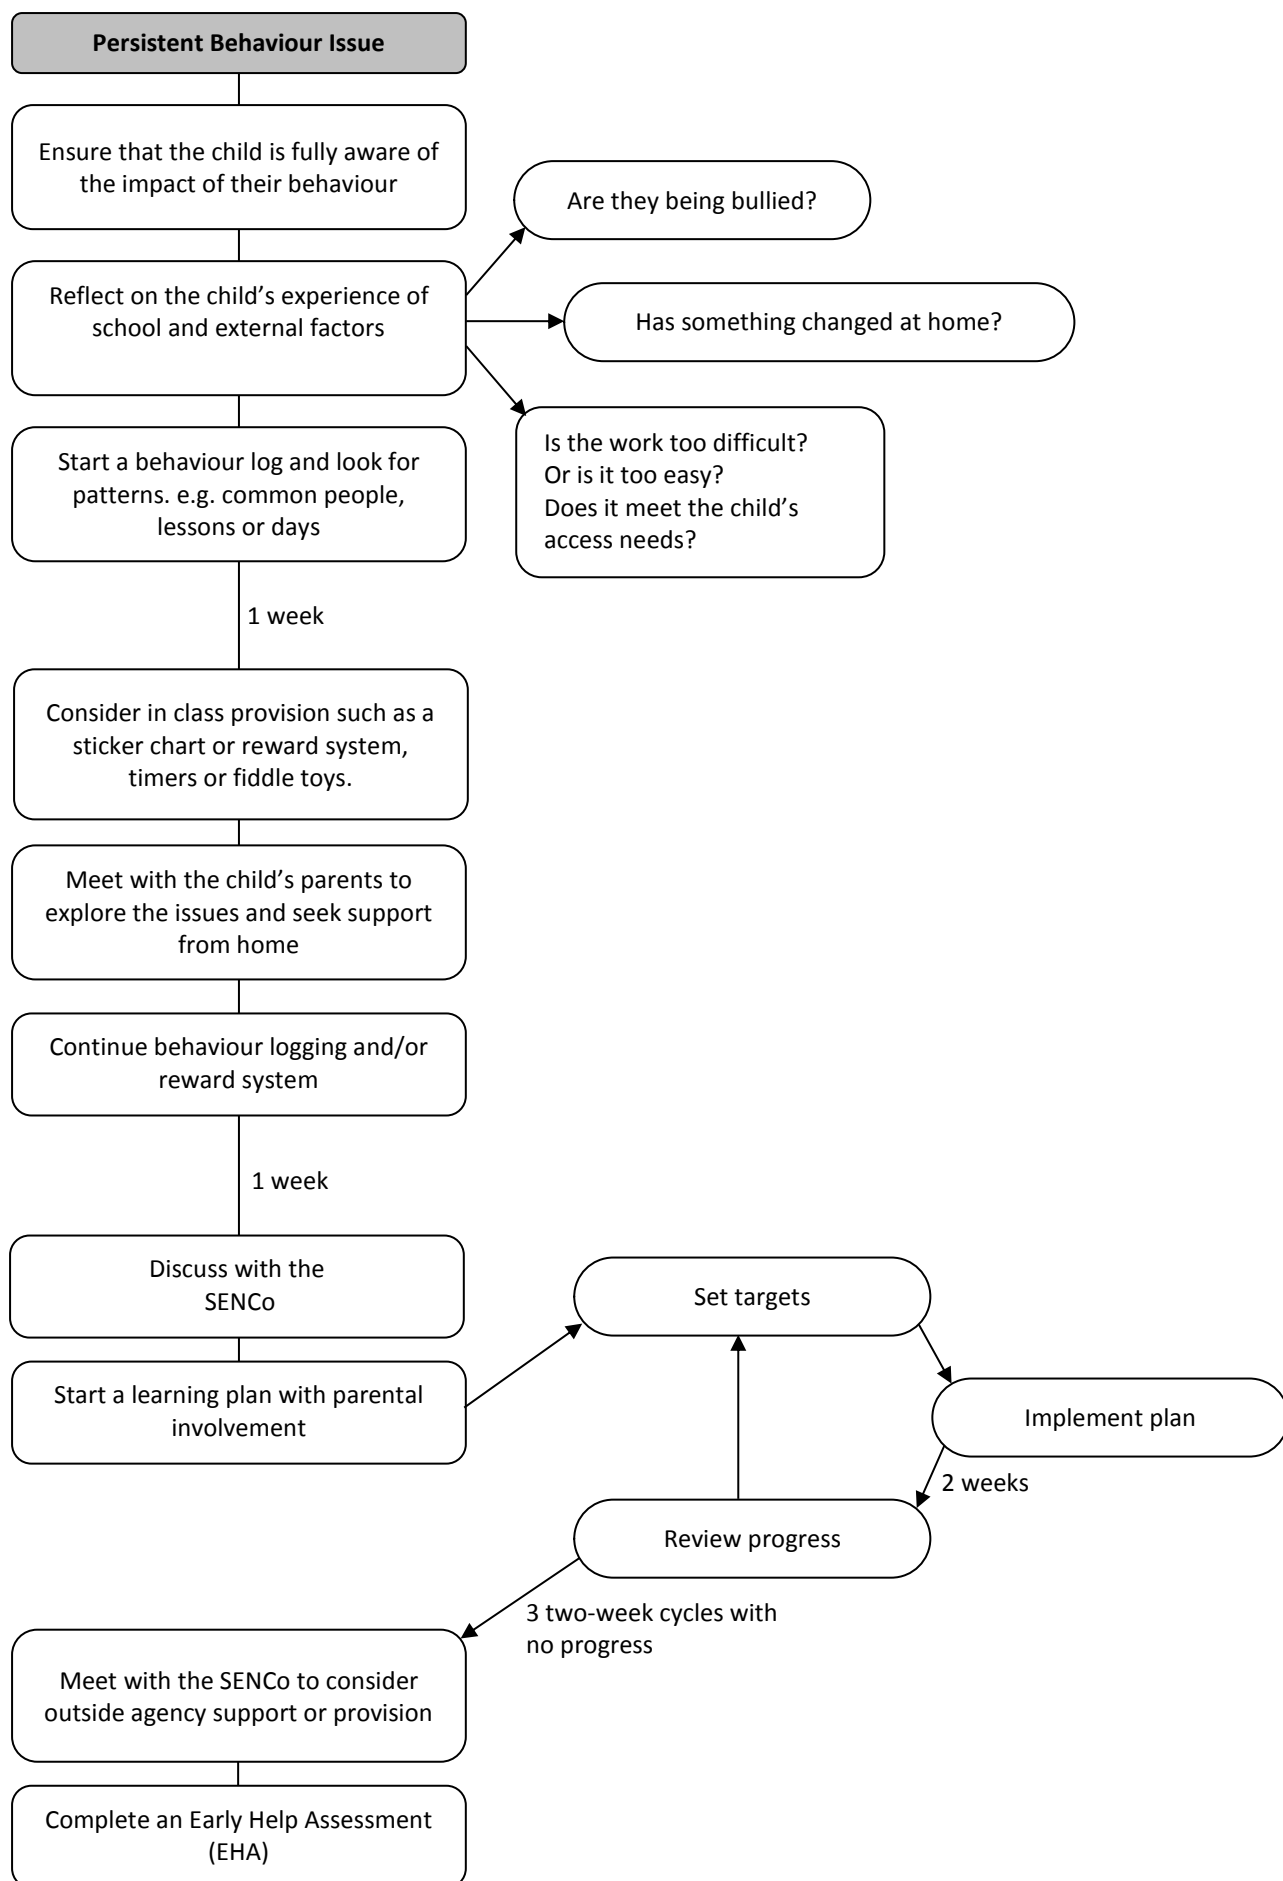 Persistent Behaviour Issue
Ensure that the child is fully aware of
the impact of their behaviour
Are they being bullied?
Reflect on the child’s experience of
school and external factors
Has something changed at home?
Is the work too difficult?
Or is it too easy?
Does it meet the child’s
access needs?
Start a behaviour log and look for
patterns. e.g. common people,
lessons or days
1 week
Consider in class provision such as a
sticker chart or reward system,
timers or fiddle toys.
Meet with the child’s parents to
explore the issues and seek support
from home
Continue behaviour logging and/or
reward system
1 week
Discuss with the
SENCo
Start a learning plan with parental
involvement
Set targets
Implement plan
2 weeks
Review progress
3 two-week cycles with
no progress
Meet with the SENCo to consider
outside agency support or provision
Complete an Early Help Assessment
(EHA)